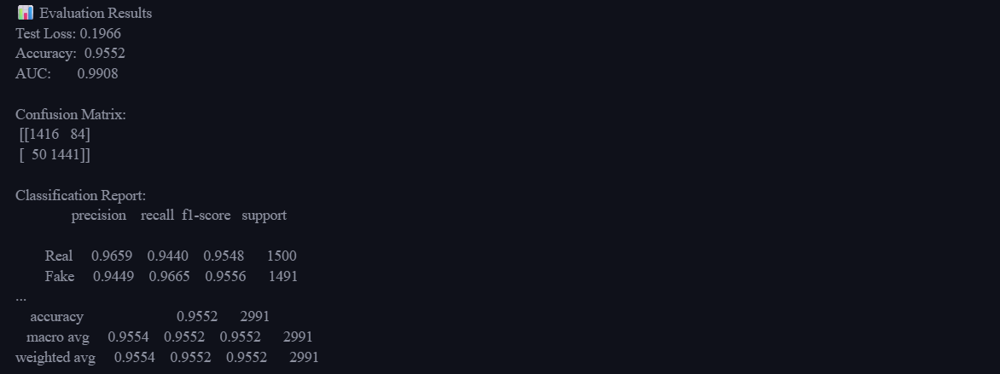 📊 Evaluation Results
Test Loss: 0.1966
Accuracy: 0.9552
AUC: 0.9908
Confusion Matrix:
[[1416 84]
[ 50 1441]]
Classification Report:
precision recall f1-score support
Real 0.9659 0.9440 0.9548 1500
Fake 0.9449 0.9665 0.9556 1491
...
accuracy 0.9552 2991
macro avg 0.9554 0.9552 0.9552 2991
weighted avg 0.9554 0.9552 0.9552 2991